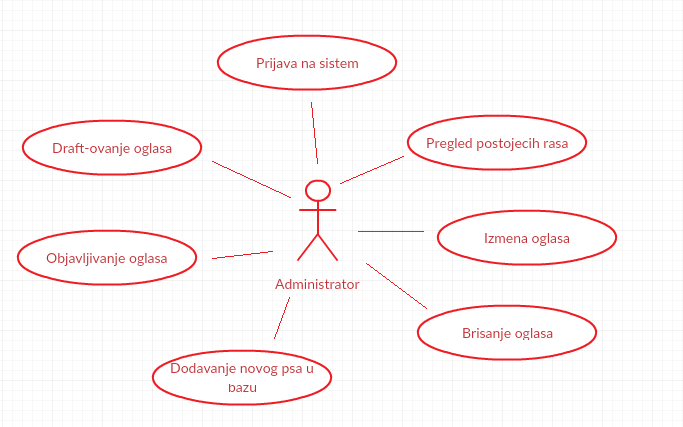 Prijava na sistem
Draft-ovanje oglasa
Pregled postojecih rasa
Objavljivanje oglasa
Izmena oglasa
Administrator
Brisanje oglasa
Dodavanje novog psa u
bazu